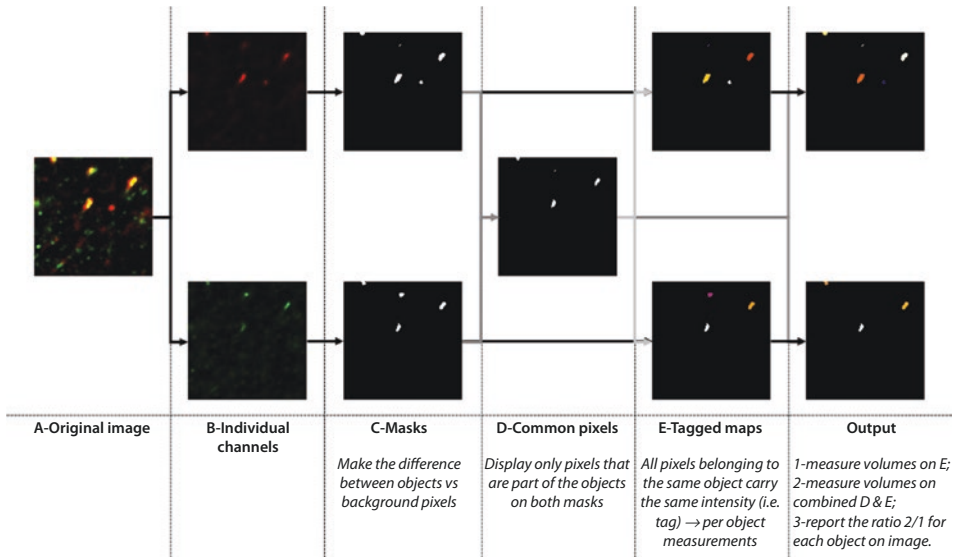 A-Original image
B-Individual
channels
C-Masks
Make the difference
between objects vs
background pixels
D-Common pixels
Display only pixels that
are part of the objects
on both masks
E-Tagged maps
All pixels belonging to
the same object carry
the same intensity (i.e.
tag) → per object
measurements
Output
1-measure volumes on E;
2-measure volumes on
combined D & E;
3-report the ratio 2/1 for
each object on image.